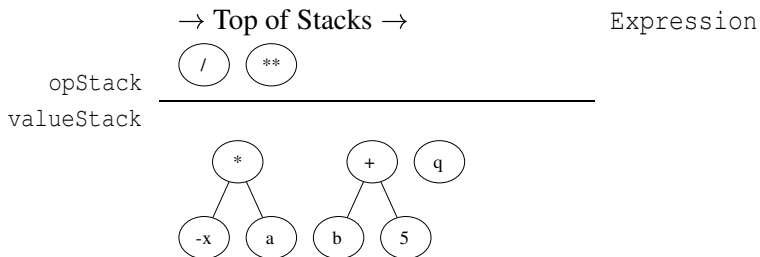 → Top of Stacks → Expression
/ **
opStack
valueStack
* + q
-x a b 5